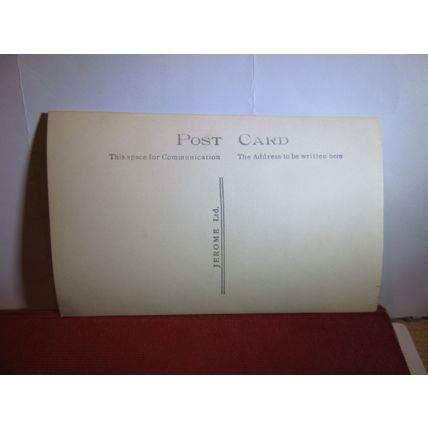 POST CARD
This space for Communication The Address to be written here
JEROME Ltd.